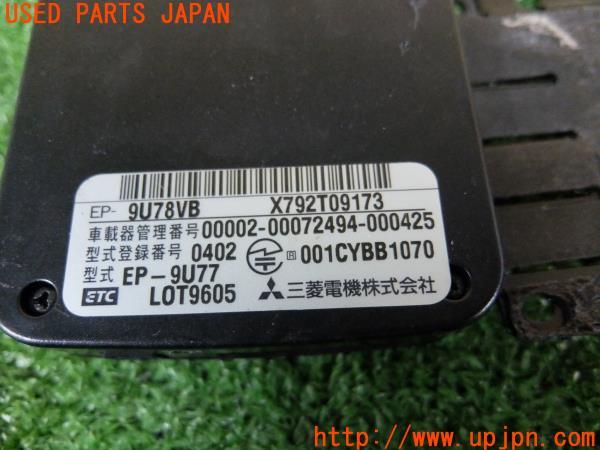 USED PARTS JAPAN
EP- 9U78VB X792T09173
車載器管理番号 00002-00072494-000425
型式登録番号 0402 001CYBB1070
型式 EP-9U77
ETC LOT9605 三菱電機株式会社
www.upjpn.com